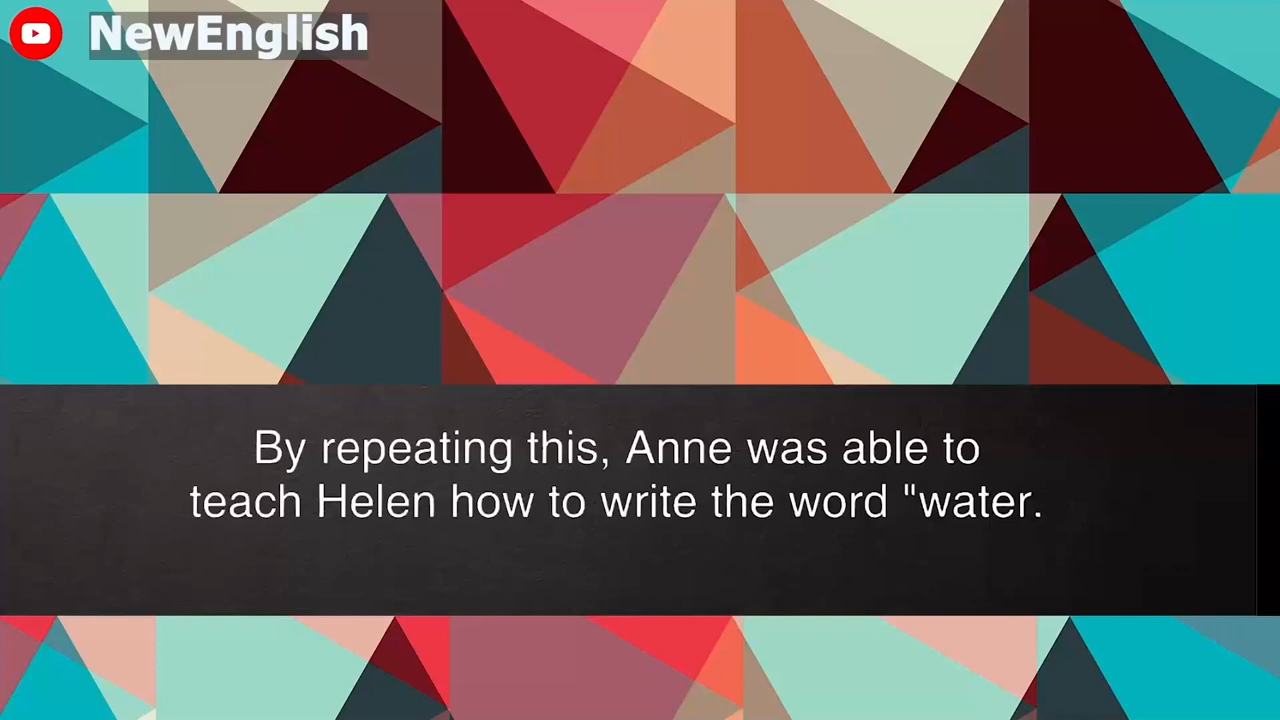 NewEnglish
By repeating this, Anne was able to
teach Helen how to write the word "water.